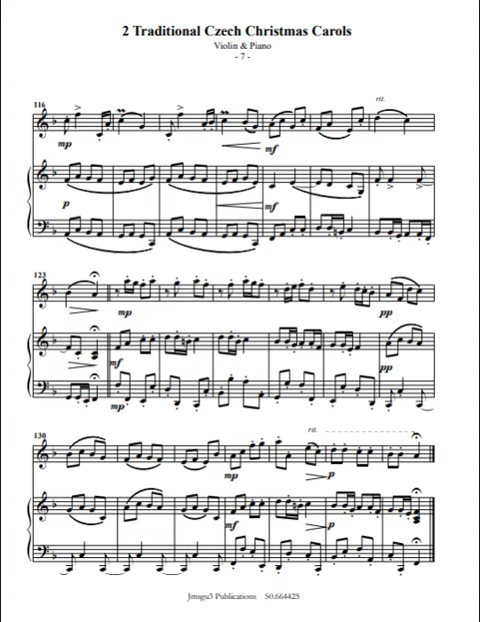 2 Traditional Czech Christmas Carols
Violin & Piano
- 7 -
116
rit.
mp
mf
p
mf
123
mp
pp
mf
pp
mp
130
rit.
mp
p
mf
p
Jmsgu3 Publications S0.664425